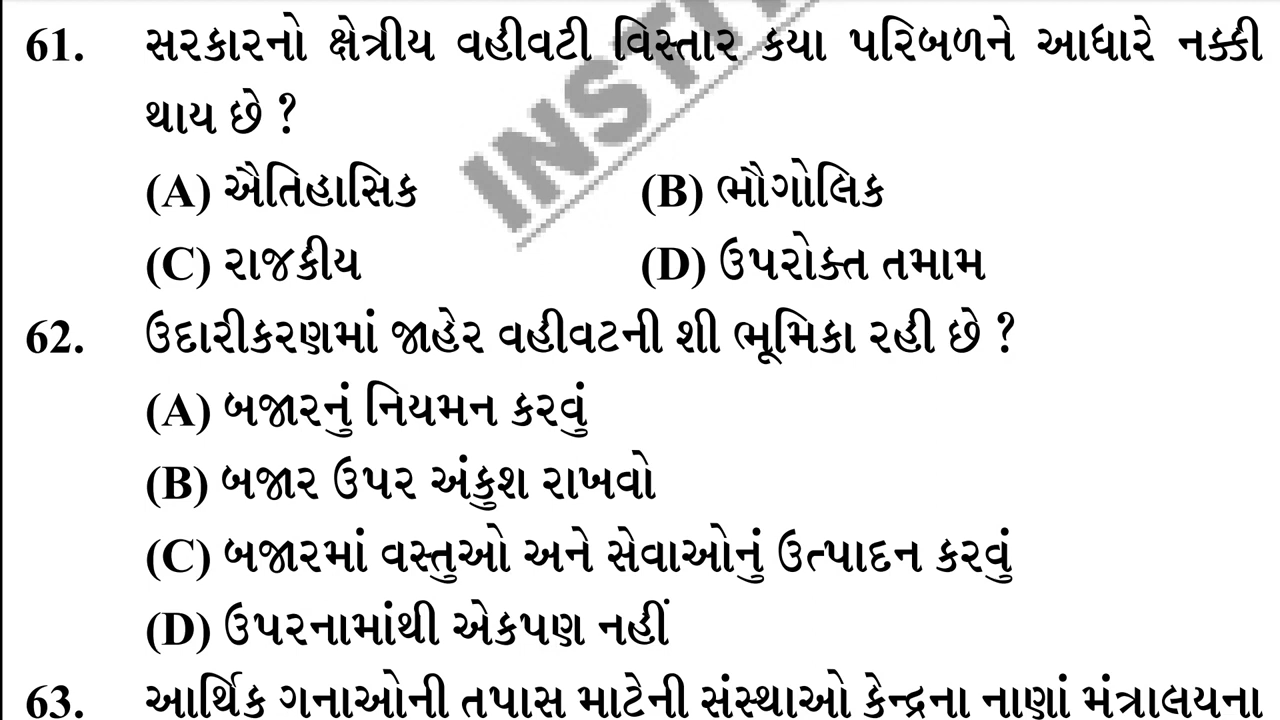 61. સરકારનો ક્ષેત્રીય વહીવટી વિસ્તાર કયા પરિબળને આધારે નક્કી
થાય છે ?
(A) ઐતિહાસિક (B) ભૌગોલિક
(C) રાજકીય (D) ઉપરોક્ત તમામ
62. ઉદારીકરણમાં જાહેર વહીવટની શી ભૂમિકા રહી છે ?
(A) બજારનું નિયમન કરવું
(B) બજાર ઉપર અંકુશ રાખવો
(C) બજારમાં વસ્તુઓ અને સેવાઓનું ઉત્પાદન કરવું
(D) ઉપરનામાંથી એકપણ નહીં
63. આર્થિક ગનાઓની તપાસ માટેની સંસ્થાઓ કેન્દ્રના નાણાં મંત્રાલયના